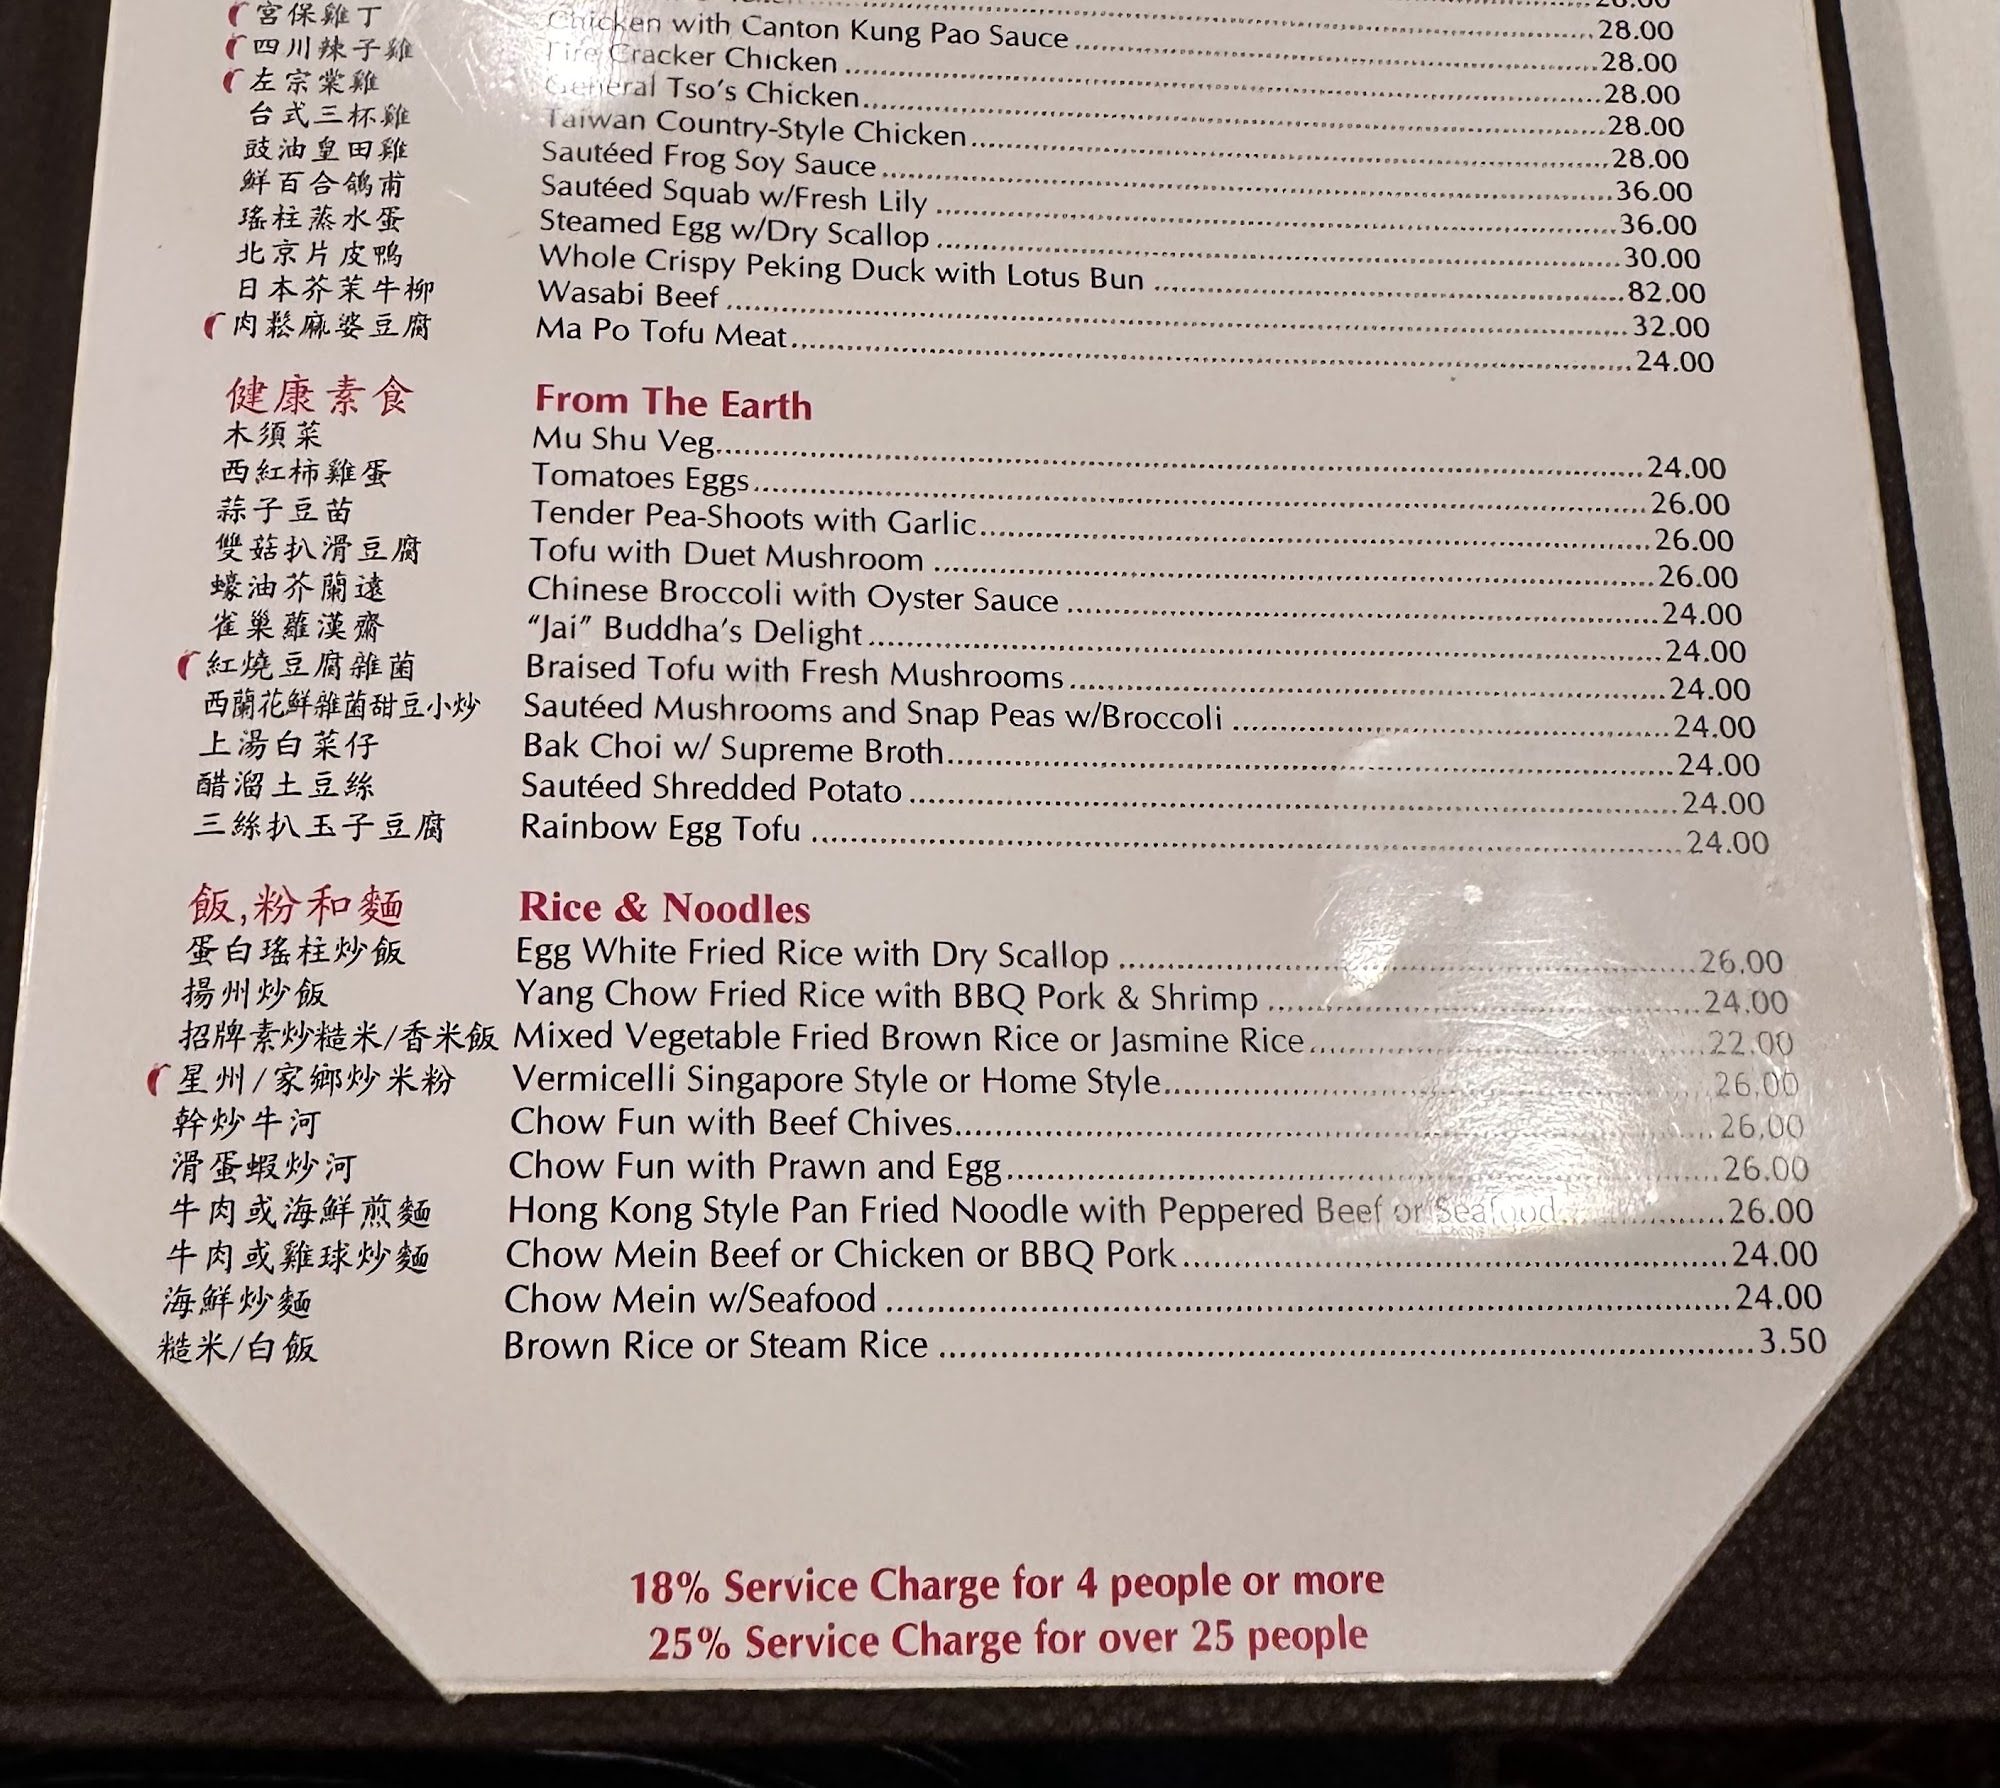 28.00
宮保雞丁 Chicken with Canton Kung Pao Sauce 28.00
四川辣子雞 Fire Cracker Chicken 28.00
左宗棠雞 General Tso's Chicken 28.00
台式三杯雞 Taiwan Country-Style Chicken 28.00
豉油皇田雞 Sautéed Frog Soy Sauce 36.00
鮮百合鴿甫 Sautéed Squab w/Fresh Lily 36.00
瑤柱蒸水蛋 Steamed Egg w/Dry Scallop 30.00
北京片皮鴨 Whole Crispy Peking Duck with Lotus Bun 82.00
日本芥茉牛柳 Wasabi Beef 32.00
肉鬆麻婆豆腐 Ma Po Tofu Meat 24.00
健康素食 From The Earth
木須菜 Mu Shu Veg 24.00
西紅柿雞蛋 Tomatoes Eggs 26.00
蒜子豆苗 Tender Pea-Shoots with Garlic 26.00
雙菇扒滑豆腐 Tofu with Duet Mushroom 26.00
蠔油芥蘭遠 Chinese Broccoli with Oyster Sauce 24.00
雀巢蘿漢齋 “Jai” Buddha's Delight 24.00
紅燒豆腐雜菌 Braised Tofu with Fresh Mushrooms 24.00
西蘭花鮮雜菌甜豆小炒 Sautéed Mushrooms and Snap Peas w/Broccoli 24.00
上湯白菜仔 Bak Choi w/ Supreme Broth 24.00
醋溜土豆絲 Sautéed Shredded Potato 24.00
三絲扒玉子豆腐 Rainbow Egg Tofu 24.00
飯,粉和麵 Rice & Noodles
蛋白瑤柱炒飯 Egg White Fried Rice with Dry Scallop 26.00
揚州炒飯 Yang Chow Fried Rice with BBQ Pork & Shrimp 24.00
招牌素炒糙米/香米飯 Mixed Vegetable Fried Brown Rice or Jasmine Rice 22.00
星州/家鄉炒米粉 Vermicelli Singapore Style or Home Style 26.00
幹炒牛河 Chow Fun with Beef Chives 26.00
滑蛋蝦炒河 Chow Fun with Prawn and Egg 26.00
牛肉或海鮮煎麵 Hong Kong Style Pan Fried Noodle with Peppered Beef or Seafood 26.00
牛肉或雞球炒麵 Chow Mein Beef or Chicken or BBQ Pork 24.00
海鮮炒麵 Chow Mein w/Seafood 24.00
糙米/白飯 Brown Rice or Steam Rice 3.50
18% Service Charge for 4 people or more
25% Service Charge for over 25 people